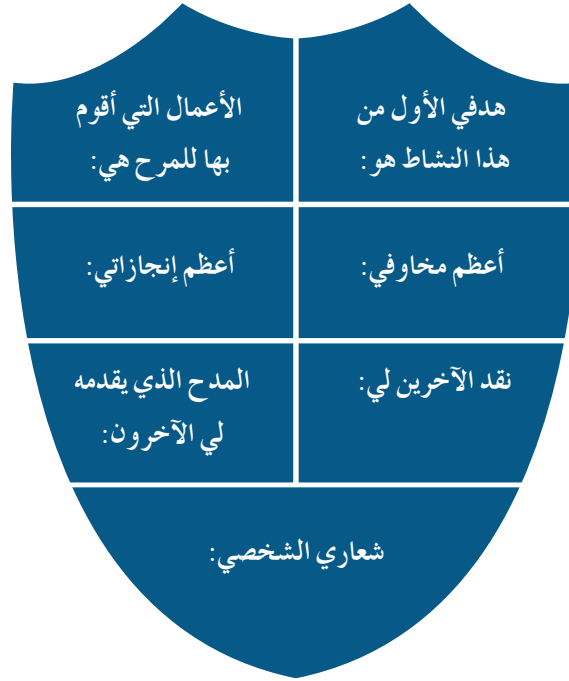 هدفي الأول من
هذا النشاط هو:
الأعمال التي أقوم
بها للمرح هي:
أعظم مخاوفي:
أعظم إنجازاتي:
نقد الآخرين لي:
المدح الذي يقدمه
لي الآخرون:
شعاري الشخصي: